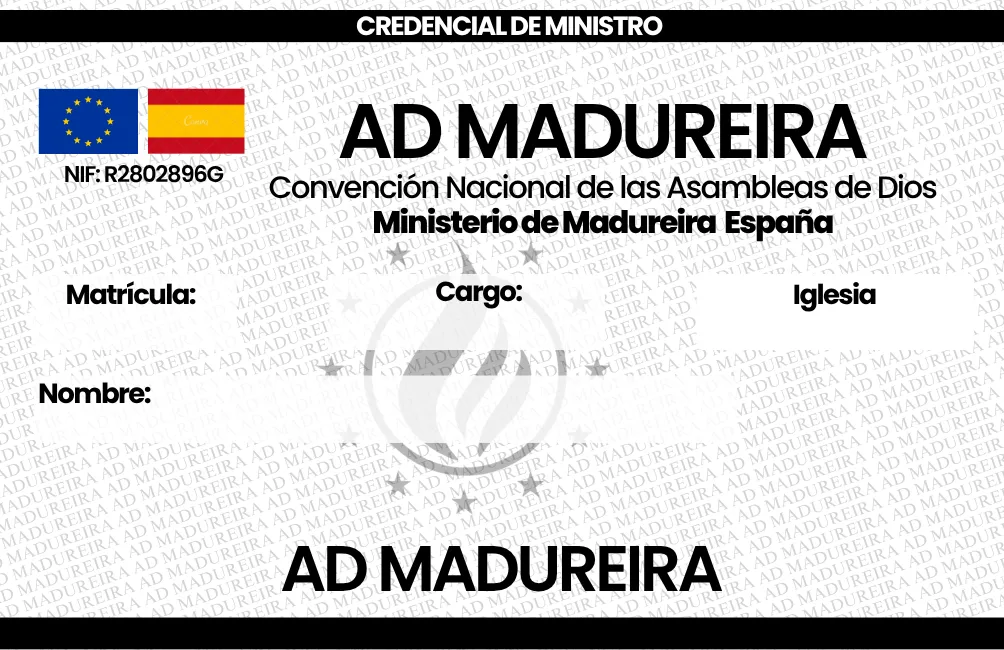 CREDENCIAL DE MINISTRO
AD MADUREIRA
NIF: R2802896G
Convención Nacional de las Asambleas de Dios
Ministerio de Madureira España
Matrícula:
Cargo:
Iglesia
Nombre:
AD MADUREIRA